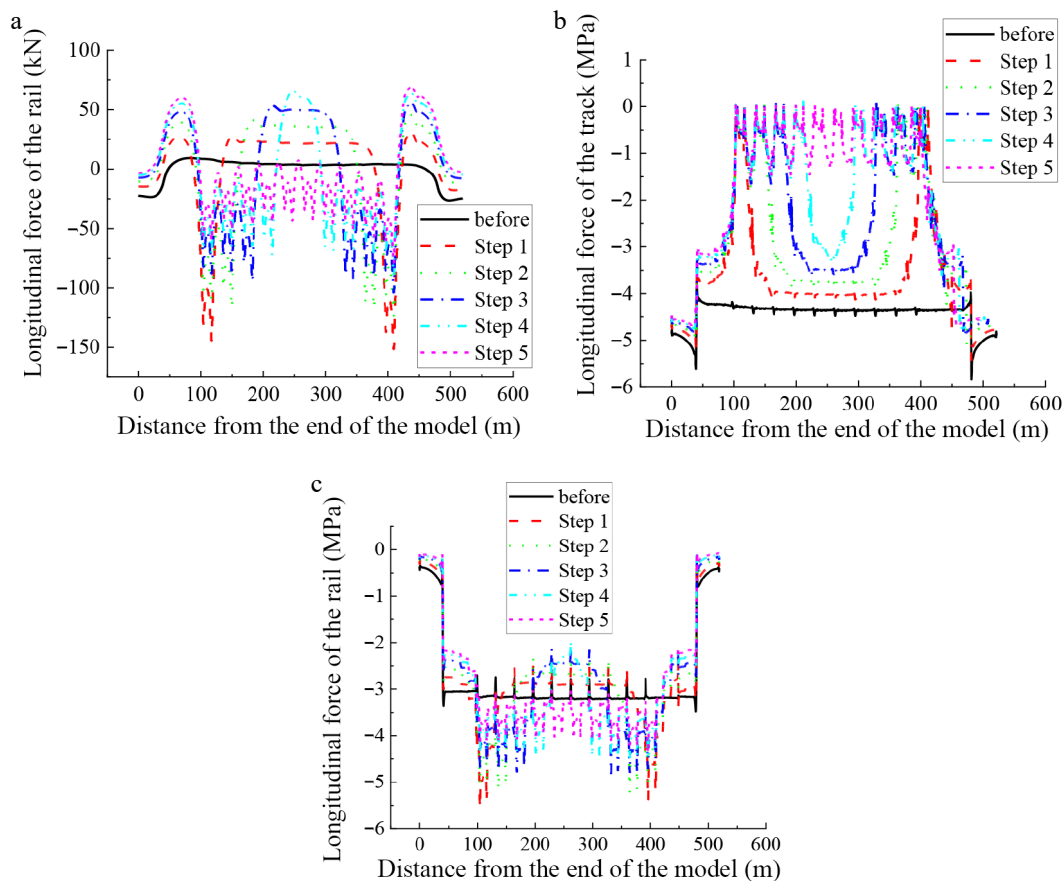 a
Longitudinal force of the rail (kN)
100
50
0
−50
−100
−150
0
100
200
300
400
500
600
Distance from the end of the model (m)
before
Step 1
Step 2
Step 3
Step 4
Step 5
b
Longitudinal force of the track (MPa)
1
0
−1
−2
−3
−4
−5
−6
0
100
200
300
400
500
600
Distance from the end of the model (m)
before
Step 1
Step 2
Step 3
Step 4
Step 5
c
Longitudinal force of the rail (MPa)
0
−1
−2
−3
−4
−5
−6
0
100
200
300
400
500
600
Distance from the end of the model (m)
before
Step 1
Step 2
Step 3
Step 4
Step 5